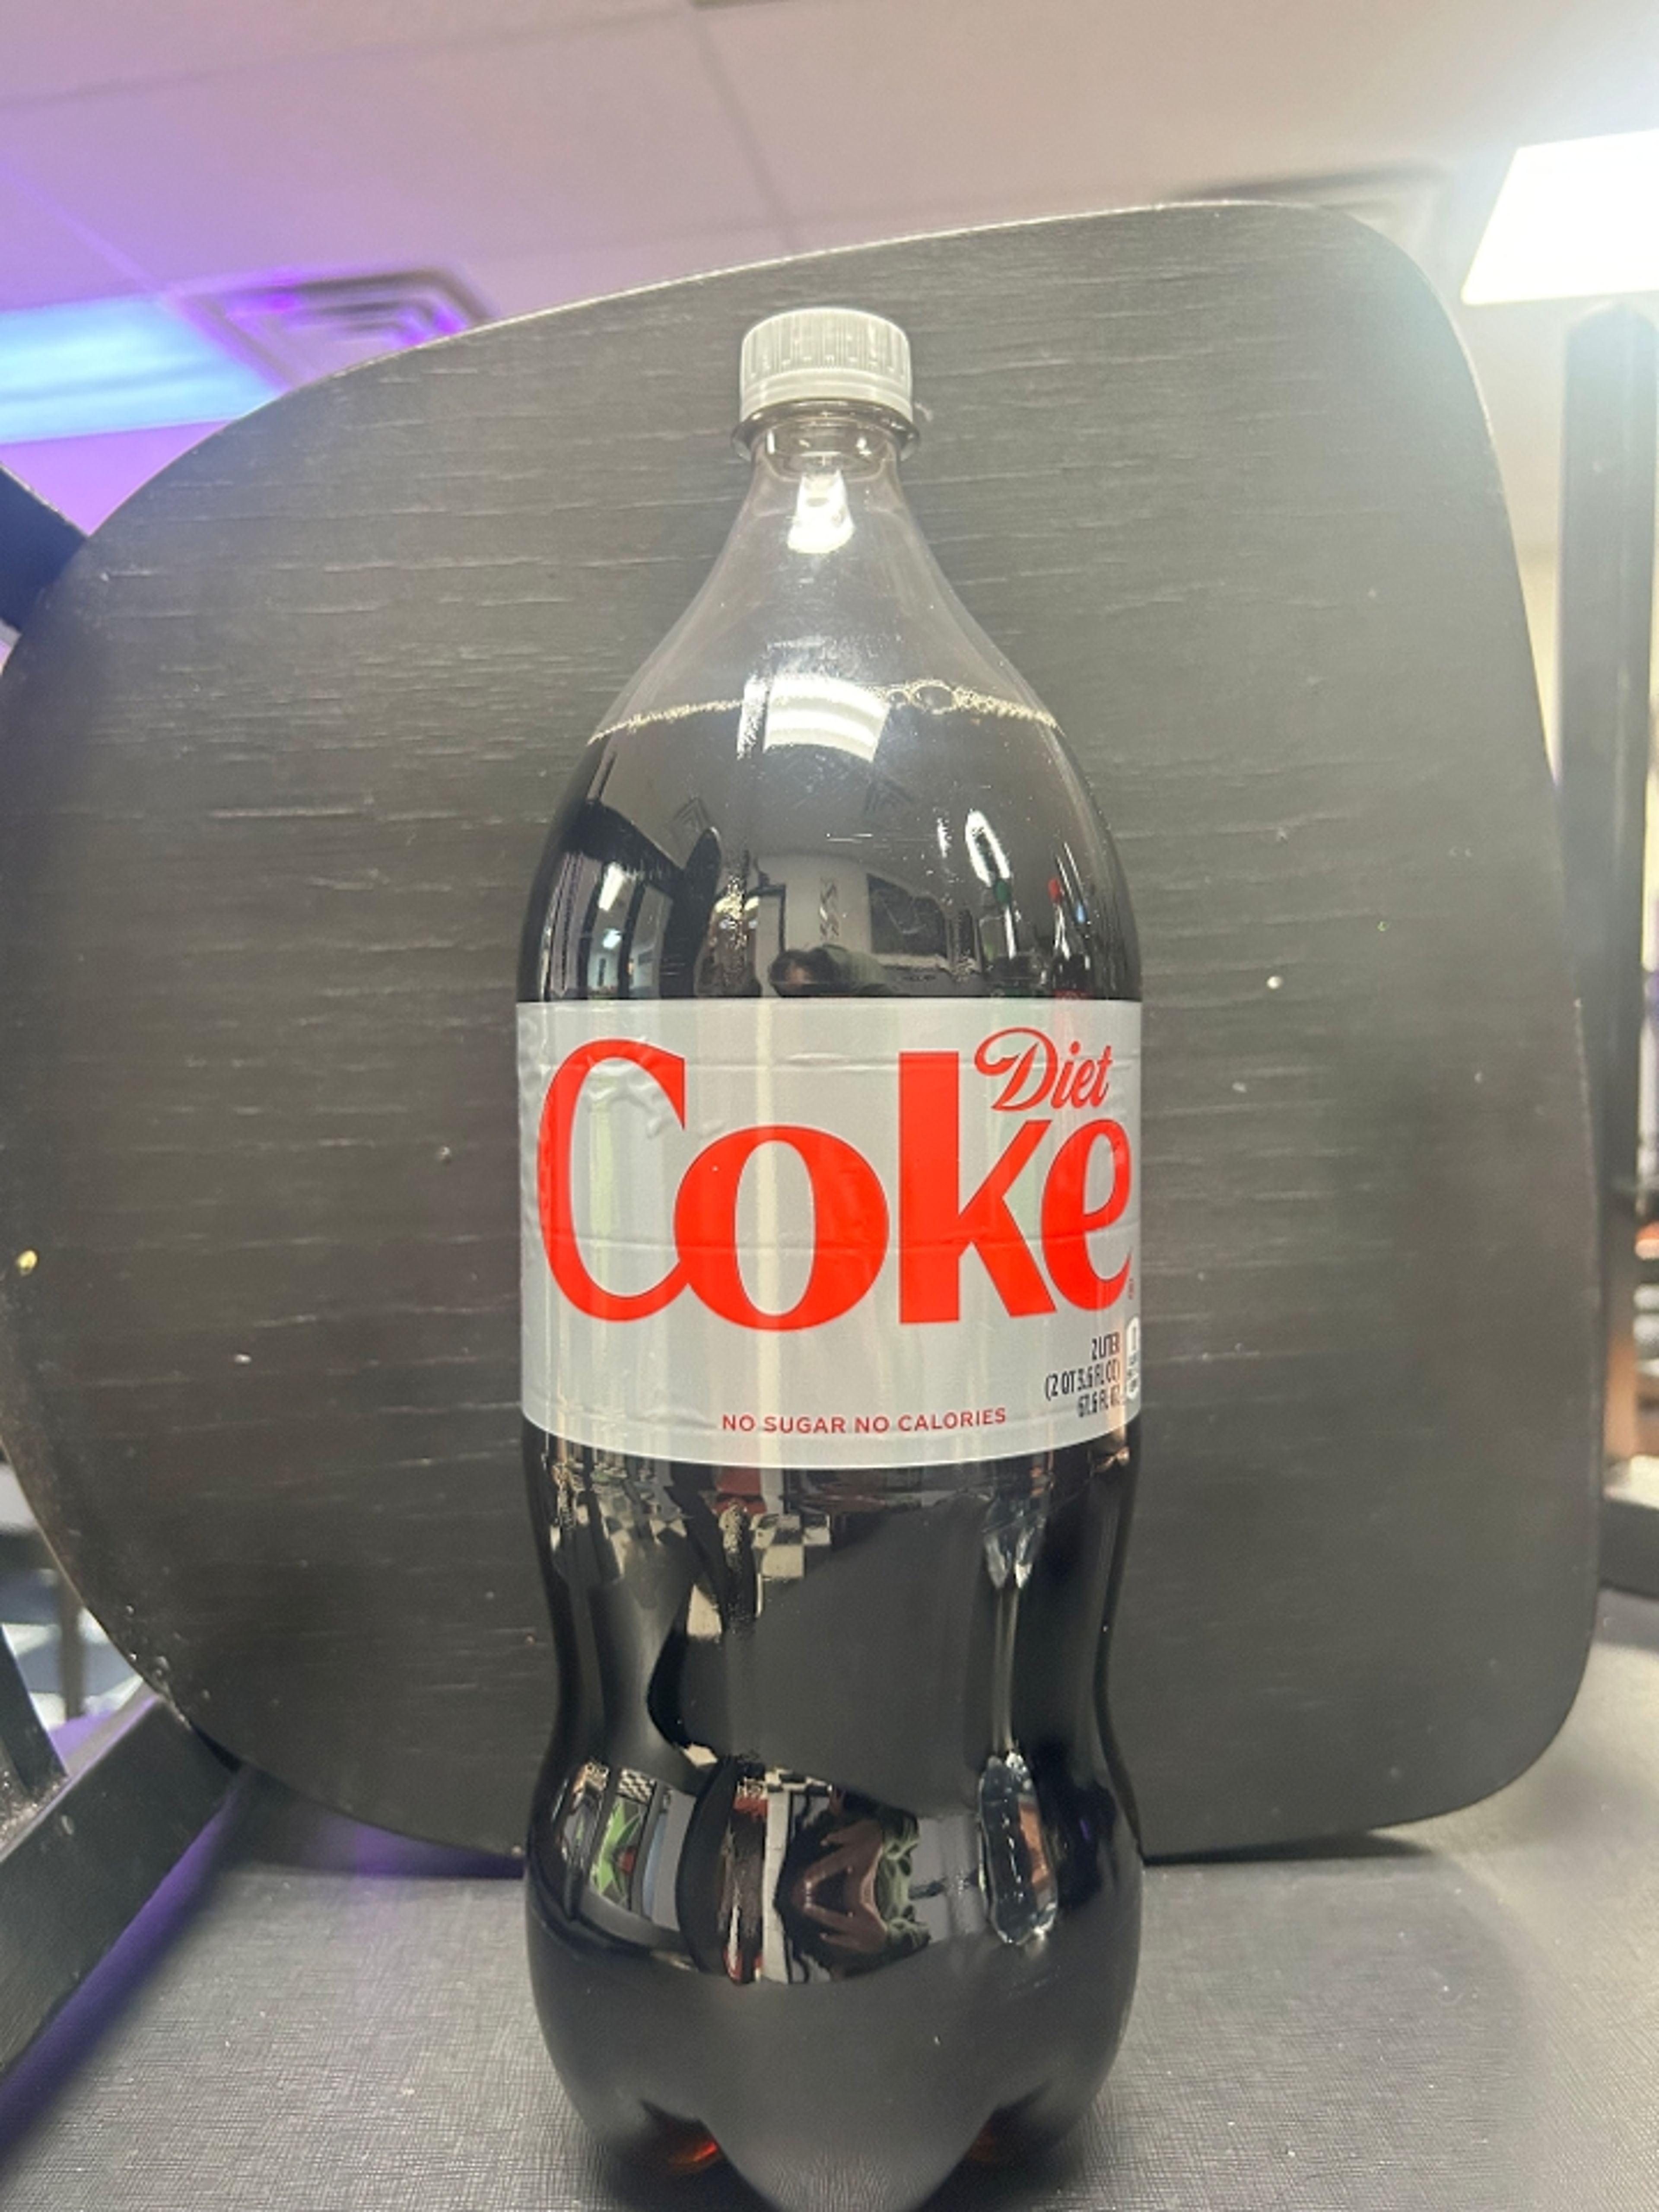 Diet
Coke
2 LITER
(2 QT 3.6 FL OZ)
67.6 FL OZ
NO SUGAR NO CALORIES